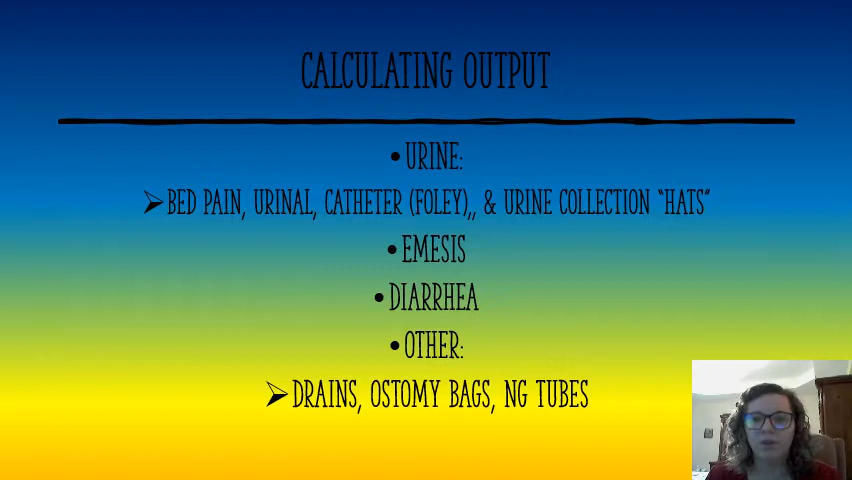 CALCULATING OUTPUT
• URINE:
➢ BED PAIN, URINAL, CATHETER (FOLEY),, & URINE COLLECTION "HATS"
• EMESIS
• DIARRHEA
• OTHER:
➢ DRAINS, OSTOMY BAGS, NG TUBES